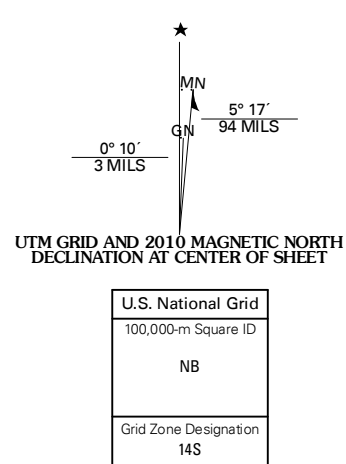 MN
5° 17´
94 MILS
GN
0° 10´
3 MILS
UTM GRID AND 2010 MAGNETIC NORTH
DECLINATION AT CENTER OF SHEET
U.S. National Grid
100,000-m Square ID
NB
Grid Zone Designation
14S